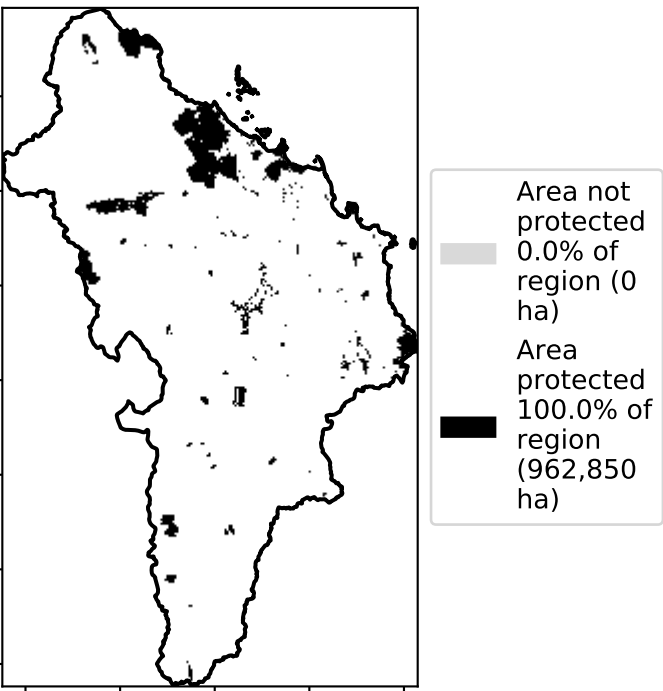 Area not
protected
0.0% of
region (0
ha)
Area
protected
100.0% of
region
(962,850
ha)